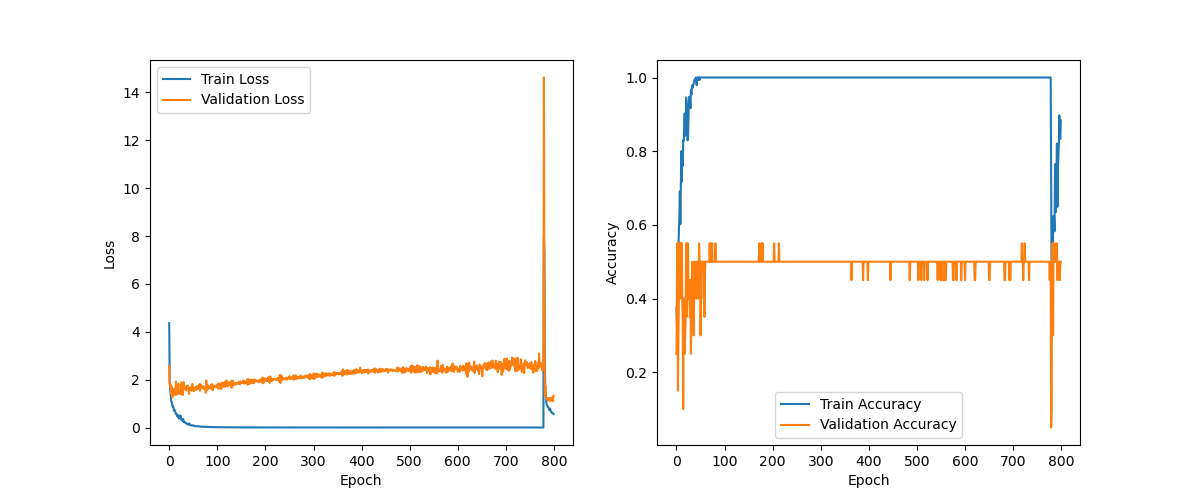 Train Loss
Validation Loss
14
12
10
8
6
4
2
0
Loss
0 100 200 300 400 500 600 700 800
Epoch
1.0
0.8
0.6
0.4
0.2
Accuracy
Train Accuracy
Validation Accuracy
0 100 200 300 400 500 600 700 800
Epoch